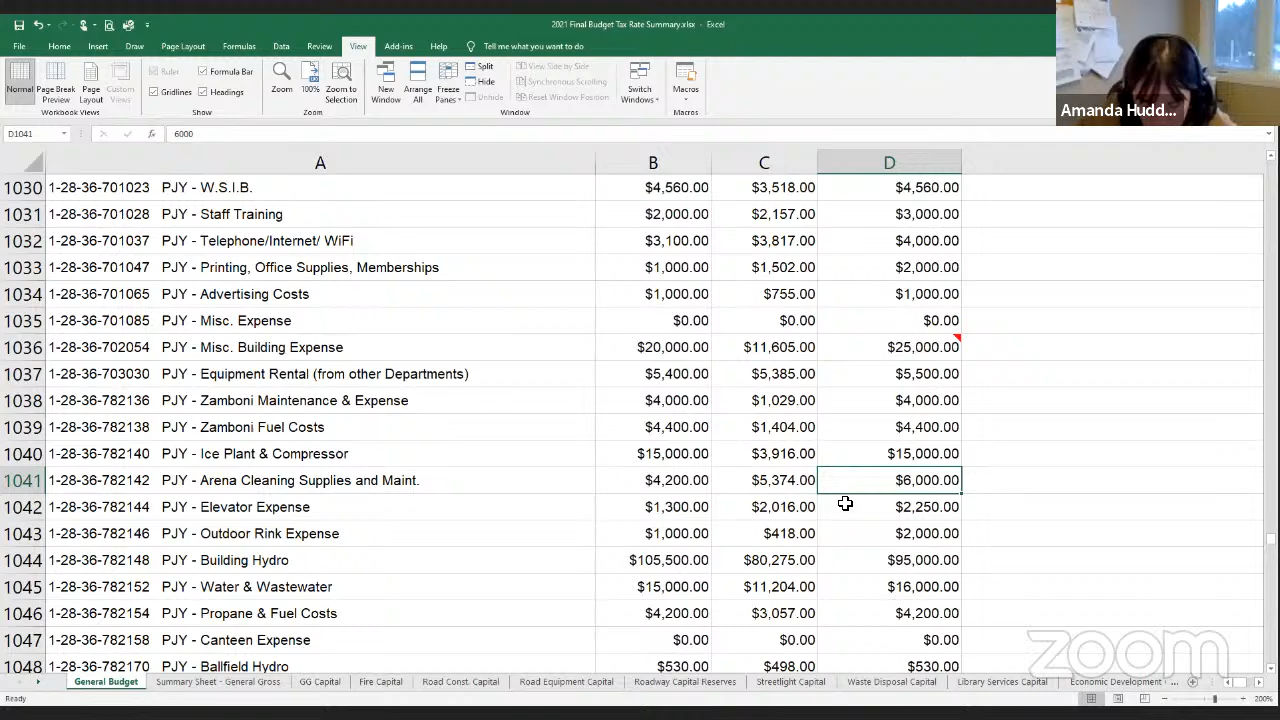 2021 Final Budget Tax Rate Summary.xlsx - Excel
File Home Insert Draw Page Layout Formulas Data Review View Add-ins Help Tell me what you want to do
Normal Page Break Preview Page Layout Custom Views
Ruler Formula Bar
Gridlines Headings
Zoom 100% Zoom to Selection
New Window Arrange All Freeze Panes
Split
Hide
Unhide
View Side by Side
Synchronous Scrolling
Reset Window Position
Switch Windows Macros
Workbook Views Show Zoom Window Macros
Amanda Hudd...
D1041 fx 6000
A B C D
1030 1-28-36-701023 PJY - W.S.I.B. $4,560.00 $3,518.00 $4,560.00
1031 1-28-36-701028 PJY - Staff Training $2,000.00 $2,157.00 $3,000.00
1032 1-28-36-701037 PJY - Telephone/Internet/ WiFi $3,100.00 $3,817.00 $4,000.00
1033 1-28-36-701047 PJY - Printing, Office Supplies, Memberships $1,000.00 $1,502.00 $2,000.00
1034 1-28-36-701065 PJY - Advertising Costs $1,000.00 $755.00 $1,000.00
1035 1-28-36-701085 PJY - Misc. Expense $0.00 $0.00 $0.00
1036 1-28-36-702054 PJY - Misc. Building Expense $20,000.00 $11,605.00 $25,000.00
1037 1-28-36-703030 PJY - Equipment Rental (from other Departments) $5,400.00 $5,385.00 $5,500.00
1038 1-28-36-782136 PJY - Zamboni Maintenance & Expense $4,000.00 $1,029.00 $4,000.00
1039 1-28-36-782138 PJY - Zamboni Fuel Costs $4,400.00 $1,404.00 $4,400.00
1040 1-28-36-782140 PJY - Ice Plant & Compressor $15,000.00 $3,916.00 $15,000.00
1041 1-28-36-782142 PJY - Arena Cleaning Supplies and Maint. $4,200.00 $5,374.00 $6,000.00
1042 1-28-36-782144 PJY - Elevator Expense $1,300.00 $2,016.00 $2,250.00
1043 1-28-36-782146 PJY - Outdoor Rink Expense $1,000.00 $418.00 $2,000.00
1044 1-28-36-782148 PJY - Building Hydro $105,500.00 $80,275.00 $95,000.00
1045 1-28-36-782152 PJY - Water & Wastewater $15,000.00 $11,204.00 $16,000.00
1046 1-28-36-782154 PJY - Propane & Fuel Costs $4,200.00 $3,057.00 $4,200.00
1047 1-28-36-782158 PJY - Canteen Expense $0.00 $0.00 $0.00
1048 1-28-36-782170 PJY - Ballfield Hydro $530.00 $498.00 $530.00
zoom
General Budget Summary Sheet - General Gross GG Capital Fire Capital Road Const. Capital Road Equipment Capital Roadway Capital Reserves Streetlight Capital Waste Disposal Capital Library Services Capital Economic Development ...
Ready 200%